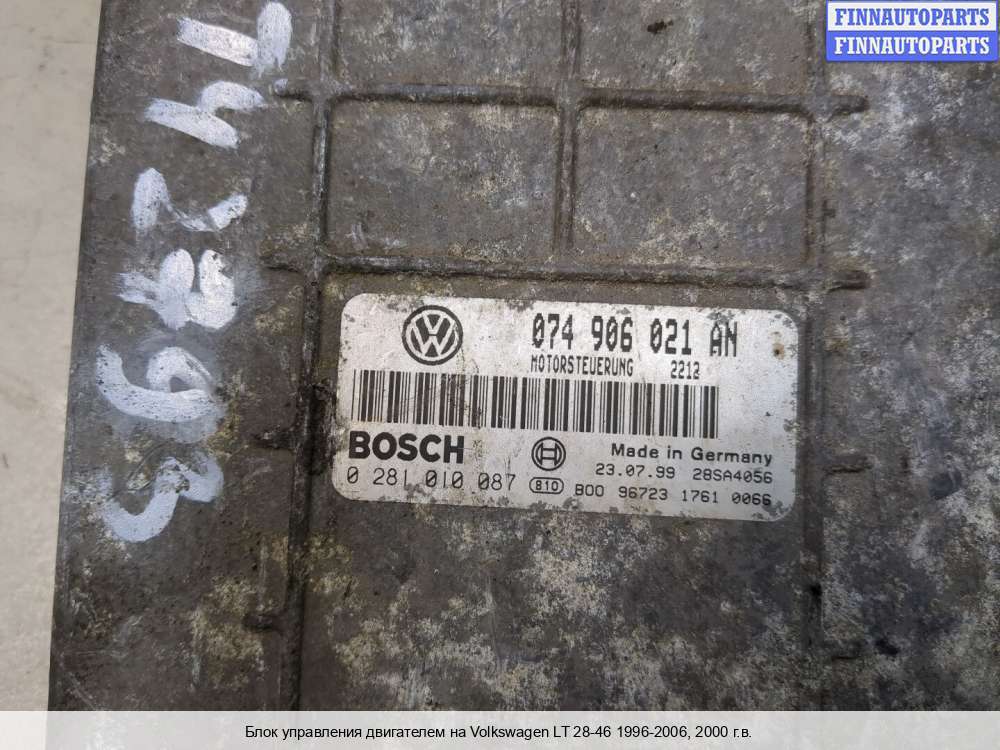 FINNAUTOPARTS
FINNAUTOPARTS
074 906 021 AN
MOTORSTEUERUNG 2212
BOSCH
Made in Germany
0 281 010 087
23.07.99 28SA4056
810 B00 96723 1761 0066
Блок управления двигателем на Volkswagen LT 28-46 1996-2006, 2000 г.в.